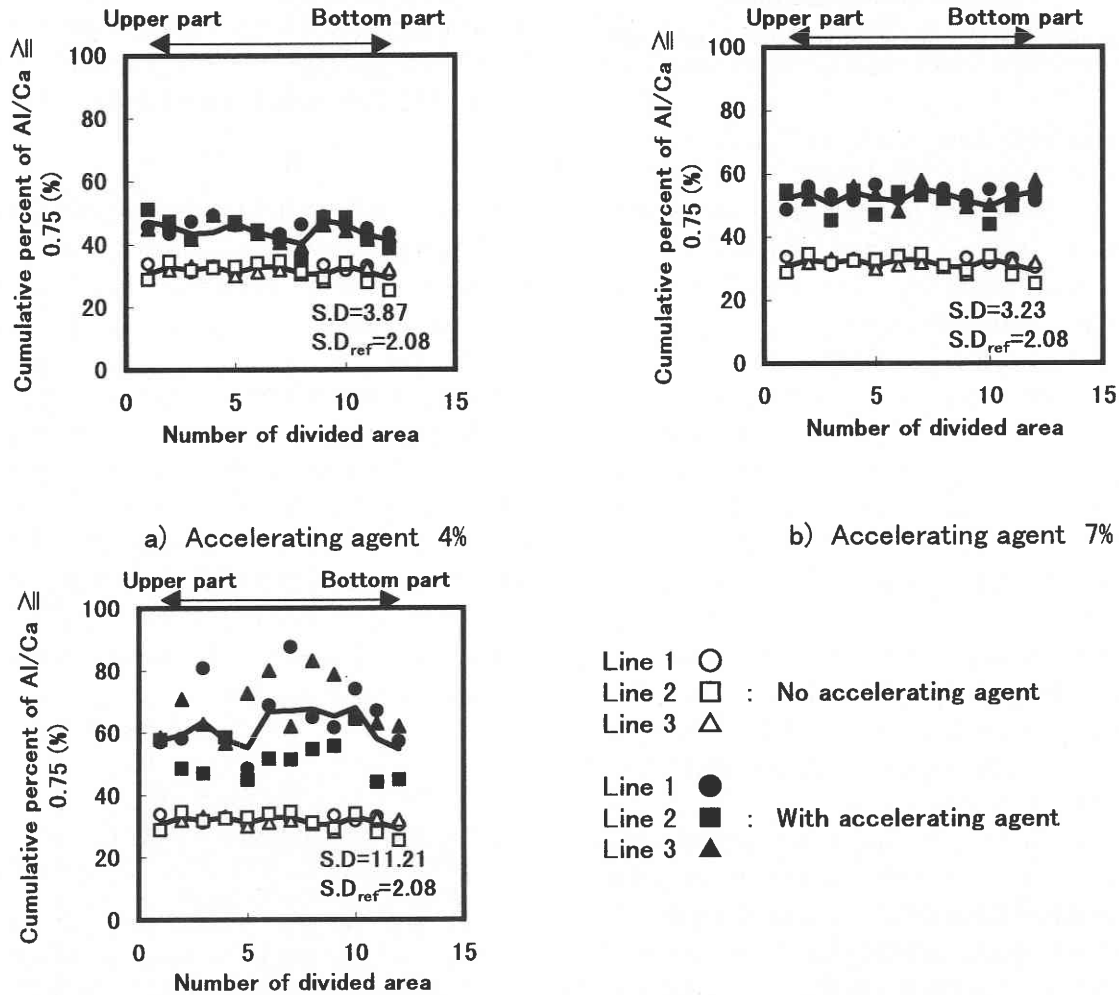 Upper part Bottom part
Cumulative percent of Al/Ca ≧
0.75 (%)
100
80
60
40
20
0
S.D=3.87
S.Dref=2.08
0 5 10 15
Number of divided area
a) Accelerating agent 4%
Upper part Bottom part
Cumulative percent of Al/Ca ≧
0.75 (%)
100
80
60
40
20
0
S.D=3.23
S.Dref=2.08
0 5 10 15
Number of divided area
b) Accelerating agent 7%
Upper part Bottom part
Cumulative percent of Al/Ca ≧
0.75 (%)
100
80
60
40
20
0
S.D=11.21
S.Dref=2.08
0 5 10 15
Number of divided area
Line 1
Line 2 : No accelerating agent
Line 3
Line 1
Line 2 : With accelerating agent
Line 3